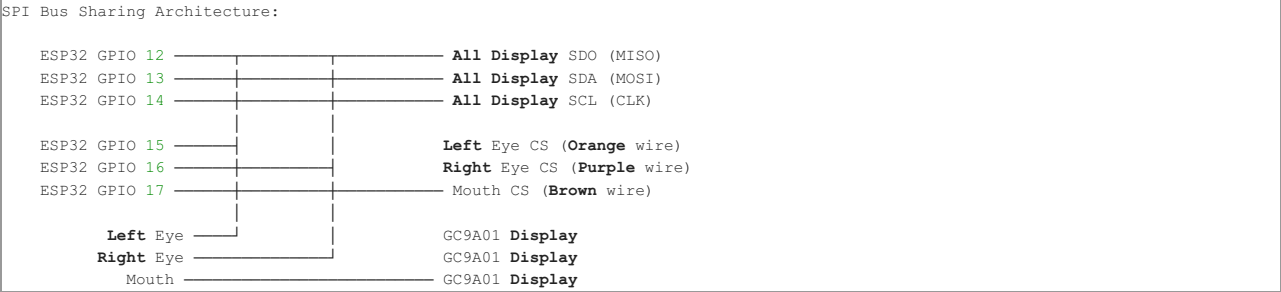 SPI Bus Sharing Architecture:
ESP32 GPIO 12 All Display SDO (MISO)
ESP32 GPIO 13 All Display SDA (MOSI)
ESP32 GPIO 14 All Display SCL (CLK)
ESP32 GPIO 15 Left Eye CS (Orange wire)
ESP32 GPIO 16 Right Eye CS (Purple wire)
ESP32 GPIO 17 Mouth CS (Brown wire)
Left Eye GC9A01 Display
Right Eye GC9A01 Display
Mouth GC9A01 Display